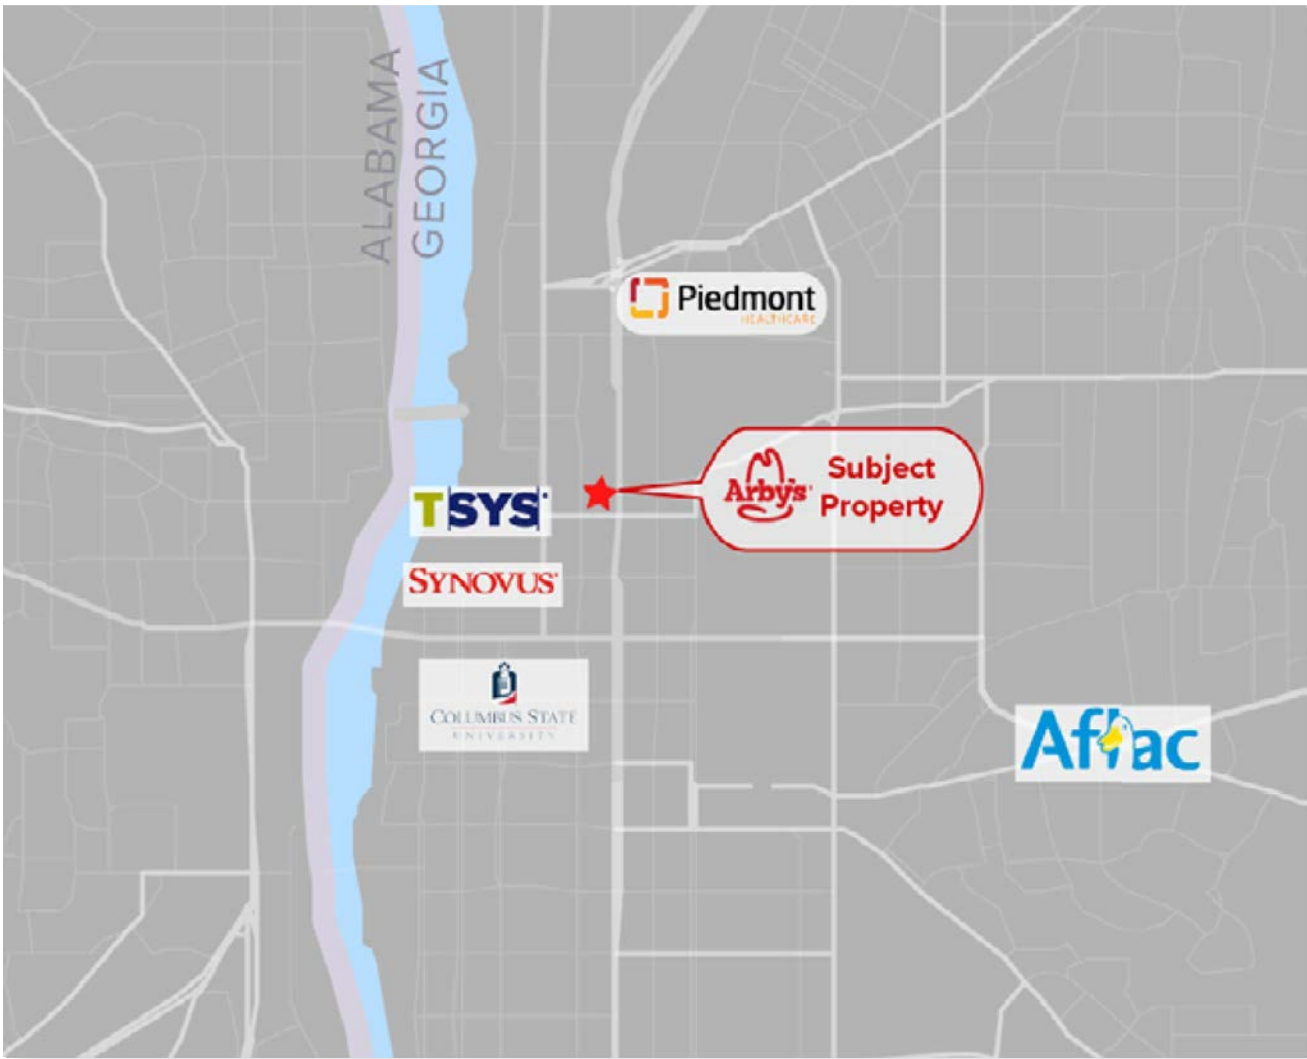 ALABAMA
GEORGIA
Piedmont
HEALTHCARE
Arby's
Subject
Property
TSYS
SYNOVUS
COLUMBUS STATE
UNIVERSITY
Aflac